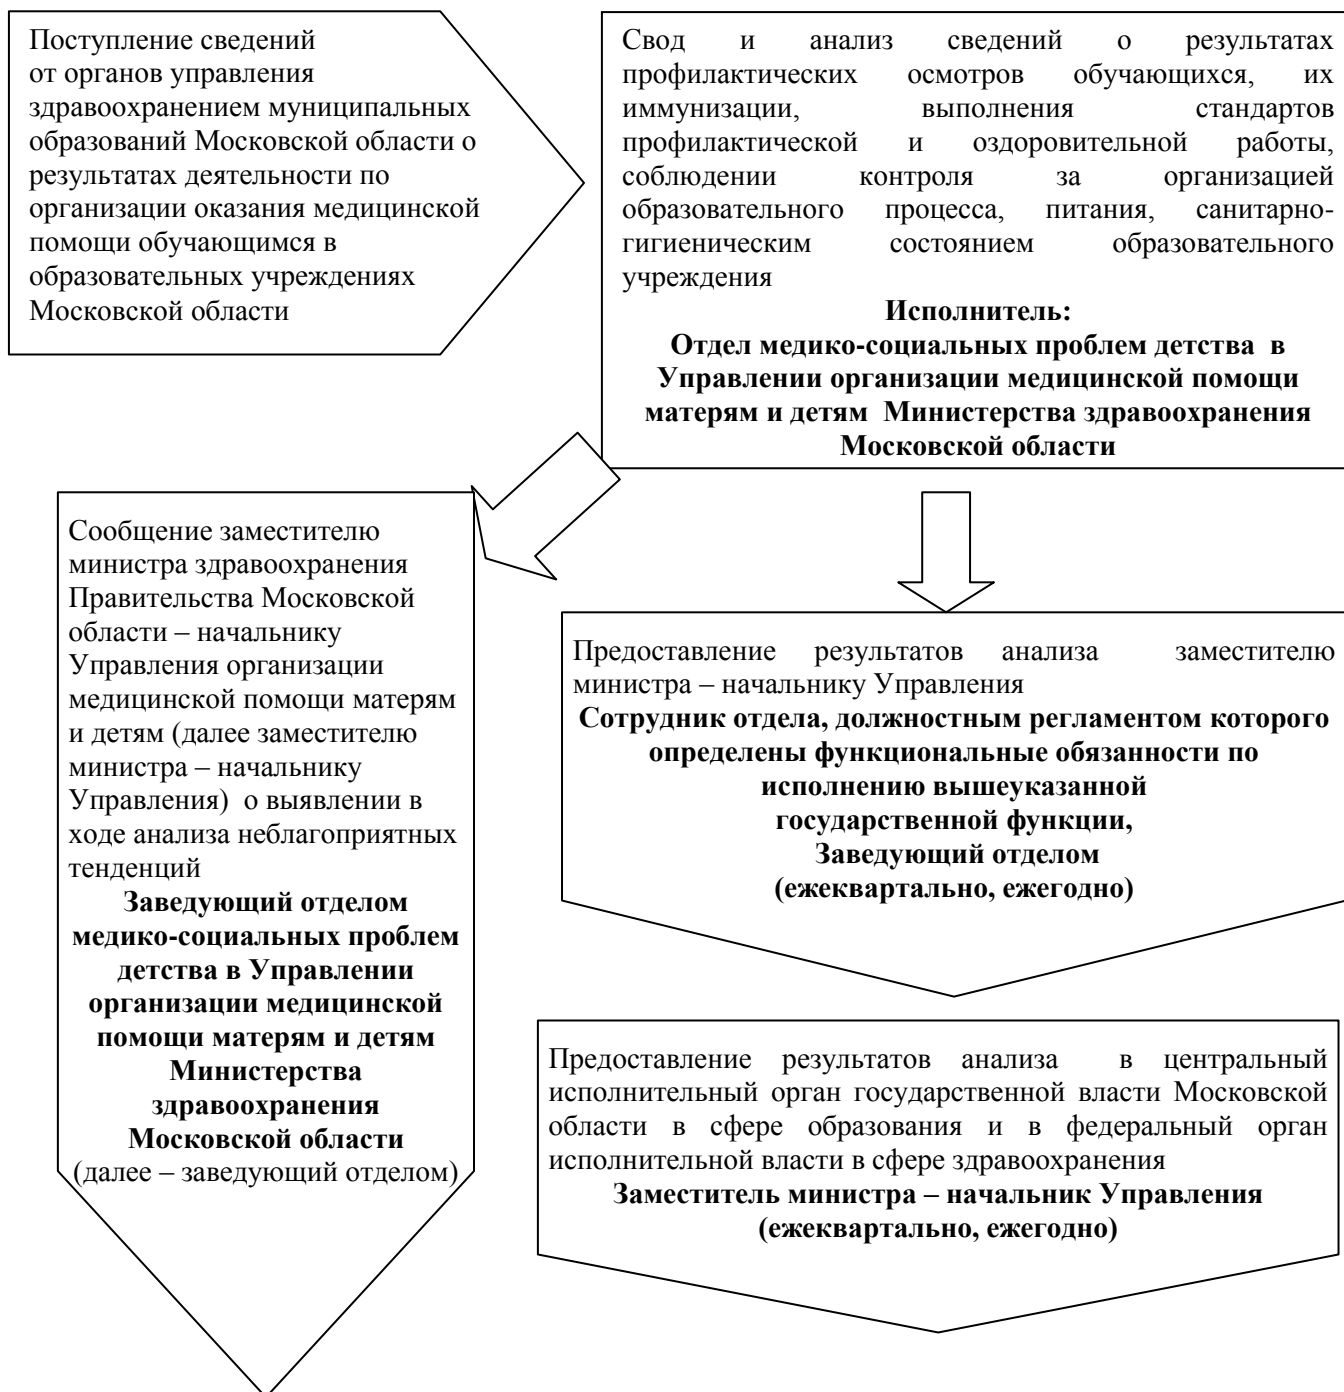 Поступление сведений
от органов управления
здравоохранением муниципальных
образований Московской области о
результатах деятельности по
организации оказания медицинской
помощи обучающимся в
образовательных учреждениях
Московской области
Свод и анализ сведений о результатах
профилактических осмотров обучающихся, их
иммунизации, выполнения стандартов
профилактической и оздоровительной работы,
соблюдении контроля за организацией
образовательного процесса, питания, санитарно-
гигиеническим состоянием образовательного
учреждения
Исполнитель:
Отдел медико-социальных проблем детства в
Управлении организации медицинской помощи
матерям и детям Министерства здравоохранения
Московской области
Сообщение заместителю
министра здравоохранения
Правительства Московской
области – начальнику
Управления организации
медицинской помощи матерям
и детям (далее заместителю
министра – начальнику
Управления) о выявлении в
ходе анализа неблагоприятных
тенденций
Заведующий отделом
медико-социальных проблем
детства в Управлении
организации медицинской
помощи матерям и детям
Министерства
здравоохранения
Московской области
(далее – заведующий отделом)
Предоставление результатов анализа заместителю
министра – начальнику Управления
Сотрудник отдела, должностным регламентом которого
определены функциональные обязанности по
исполнению вышеуказанной
государственной функции,
Заведующий отделом
(ежеквартально, ежегодно)
Предоставление результатов анализа в центральный
исполнительный орган государственной власти Московской
области в сфере образования и в федеральный орган
исполнительной власти в сфере здравоохранения
Заместитель министра – начальник Управления
(ежеквартально, ежегодно)